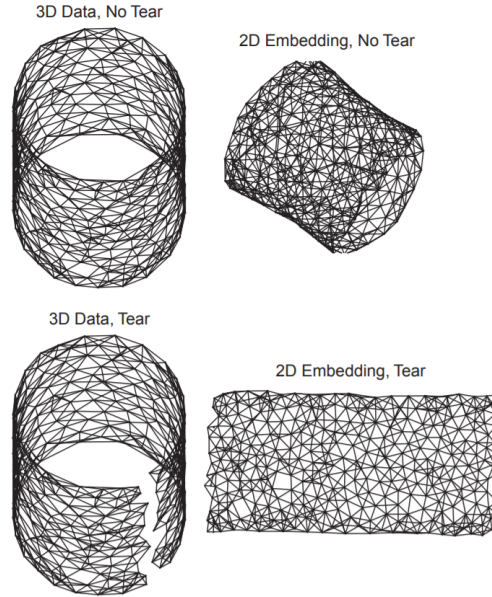 3D Data, No Tear
2D Embedding, No Tear
3D Data, Tear
2D Embedding, Tear